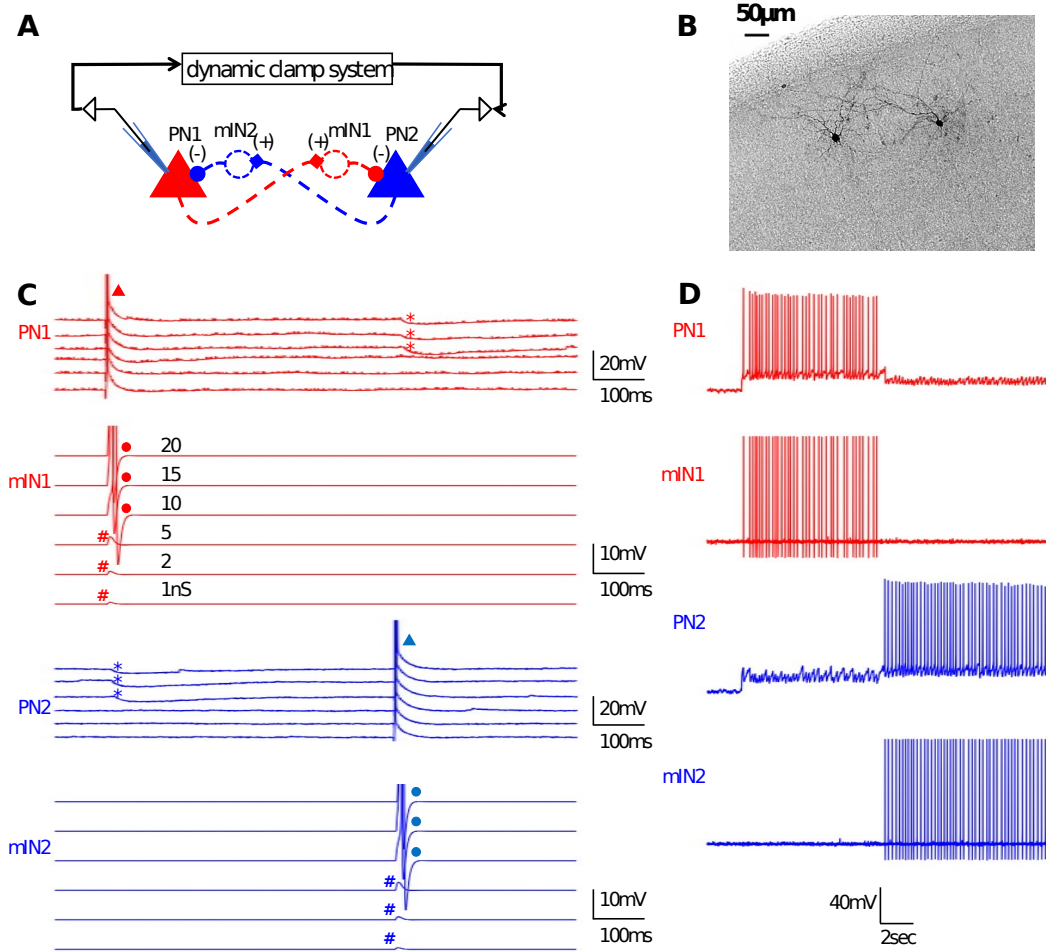 A
dynamic clamp system
PN1
mIN2
mIN1
PN2
(-)
(+)
(+)
(-)
B
50µm
C
PN1
*
*
*
20mV
100ms
mIN1
20
15
10
# 5
# 2
# 1nS
10mV
100ms
PN2
*
*
*
20mV
100ms
mIN2
#
#
#
10mV
100ms
D
PN1
mIN1
PN2
mIN2
40mV
2sec